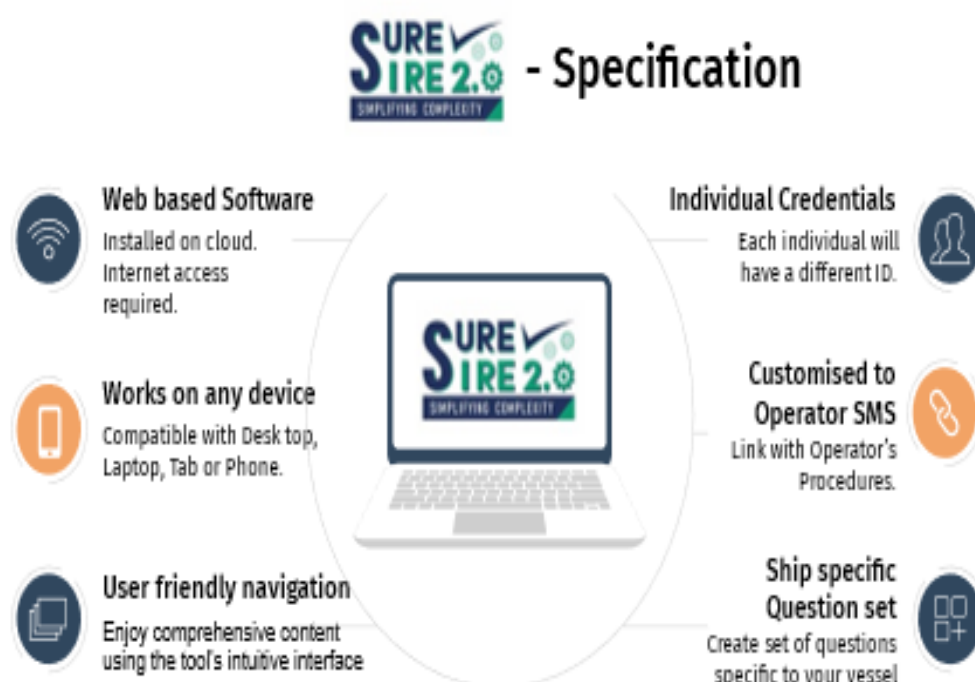 SURE
SIRE 2.0 - Specification
SIMPLIFYING COMPLEXITY
Web based Software
Installed on cloud.
Internet access
required.
Works on any device
Compatible with Desk top,
Laptop, Tab or Phone.
User friendly navigation
Enjoy comprehensive content
using the tool's intuitive interface
SURE
SIRE 2.0
SIMPLIFYING COMPLEXITY
Individual Credentials
Each individual will
have a different ID.
Customised to
Operator SMS
Link with Operator's
Procedures.
Ship specific
Question set
Create set of questions
specific to your vessel